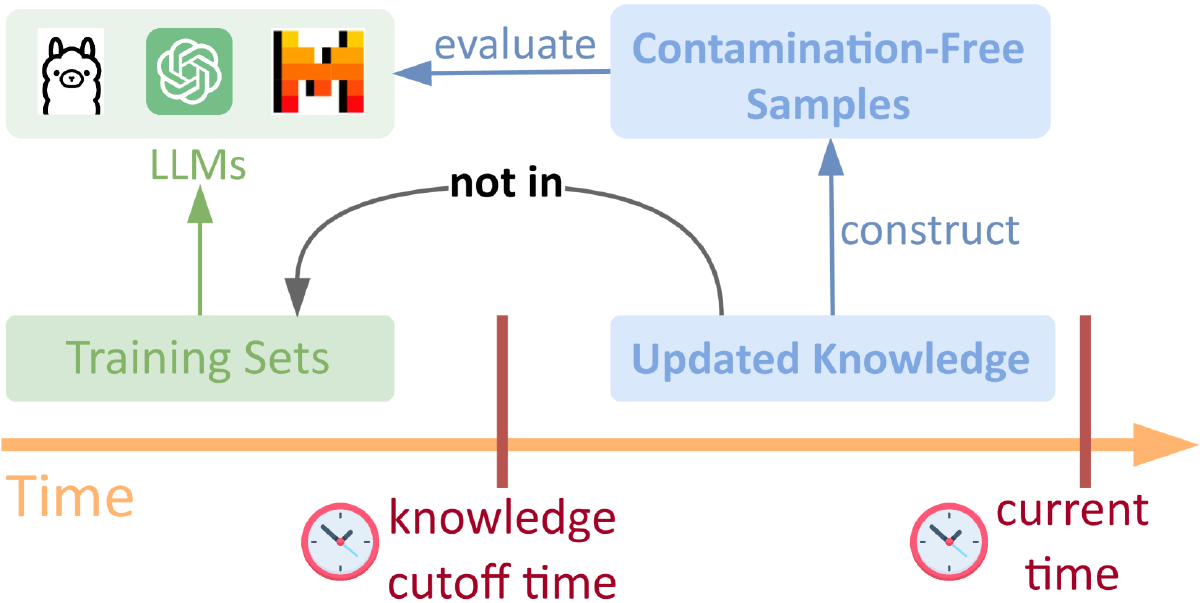 evaluate
Contamination-Free
Samples
LLMs
not in
construct
Training Sets
Updated Knowledge
Time
knowledge
cutoff time
current
time